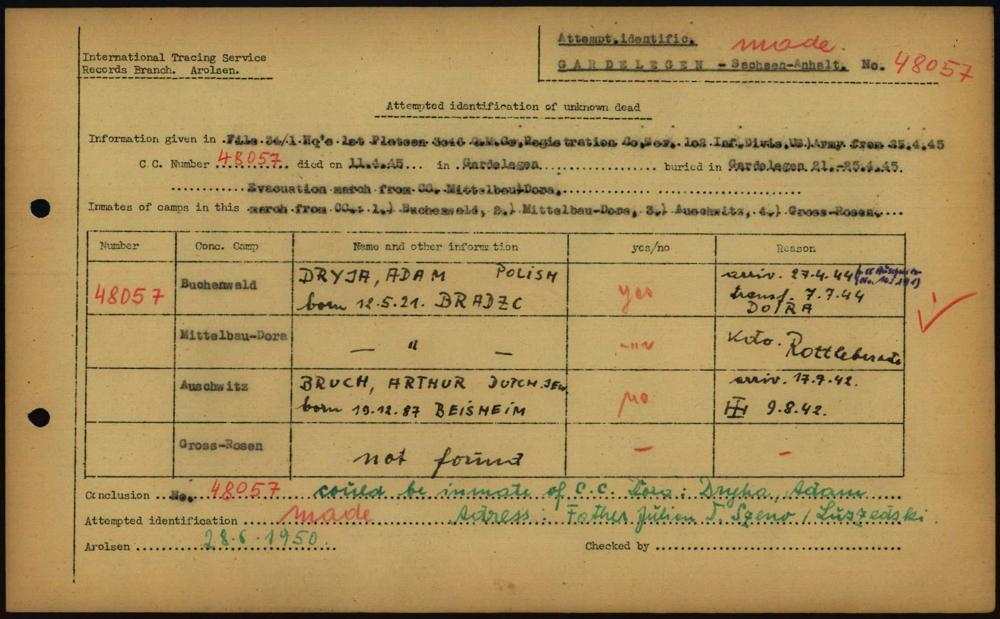 International Tracing Service
Records Branch. Arolsen.
Attempt.identific. made
GARDELEGEN - Sachsen-Anhalt. No. 48057
Attempted identification of unknown dead
Information given in .File 34/1 Hq's 1st Platoon 3046 Q.M.Gr.Registration Co, 102 Inf.Divis.US) Army from 25.4.45
C.C. Number 48057 died on 11.4.45 in Gardelegen buried in Gardelegen 21.-25.4.45.
Evacuation march from CC. Mittelbau-Dora.
Inmates of camps in this march from CC.: 1.) Buchenwald, 2.) Mittelbau-Dora, 3.) Auschwitz, 4.) Gross-Rosen.
Number Conc. Camp Name and other information yes/no Reason
48057 Buchenwald DRYJA, ADAM POLISH yes arriv. 27.4.44
born 12.5.21. BRADZC transf. 7.7.44
DORA
Mittelbau-Dora — " — -"- Kdo. Rottleberode
Auschwitz BRUCH, ARTHUR DUTCH.JEW. no arriv. 17.7.42.
born 19.12.87 BEISHEIM 9.8.42.
Gross-Rosen not found - -
Conclusion No. 48057 could be inmate of C.C. Dora: Dryha, Adam
Attempted identification made Adress: Father Julien
Arolsen 28.6.1950. Checked by